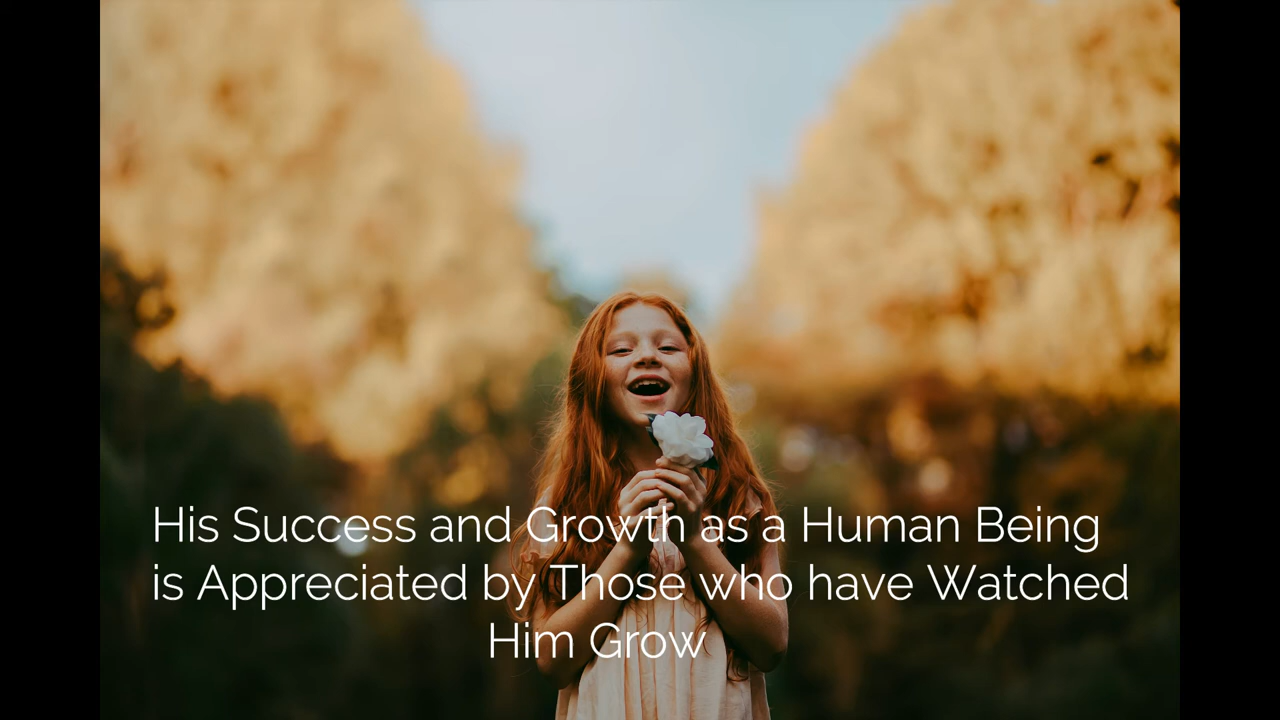 His Success and Growth as a Human Being
is Appreciated by Those who have Watched
Him Grow